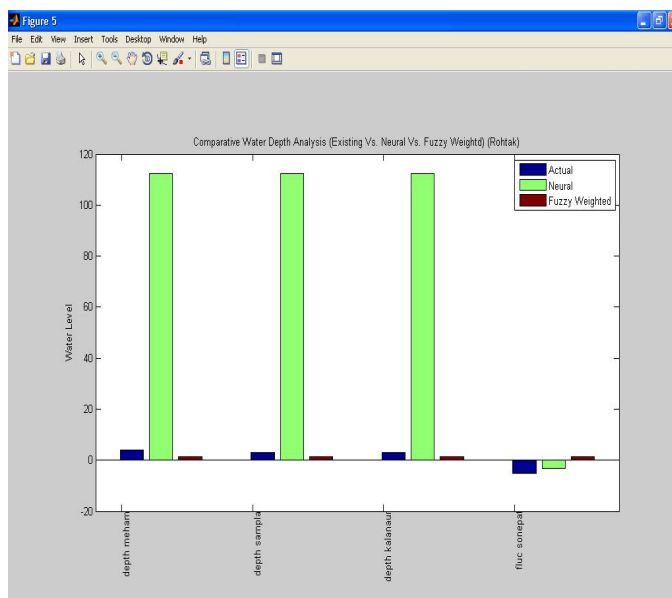 Figure 5
File Edit View Insert Tools Desktop Window Help
Comparative Water Depth Analysis (Existing Vs. Neural Vs. Fuzzy Weightd) (Rohtak)
120
100
80
60
40
20
0
-20
Water Level
Actual
Neural
Fuzzy Weighted
depth meham
depth sampla
depth kalanaur
fluc sonepat